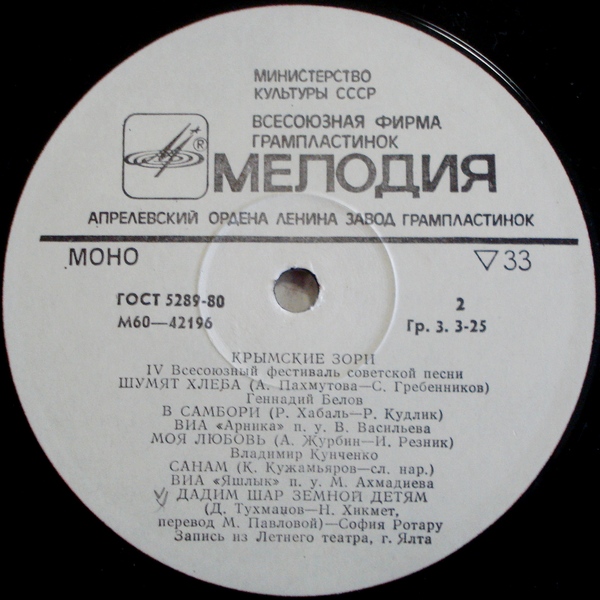 МИНИСТЕРСТВО
КУЛЬТУРЫ СССР
ВСЕСОЮЗНАЯ ФИРМА
ГРАМПЛАСТИНОК
®
МЕЛОДИЯ
АПРЕЛЕВСКИЙ ОРДЕНА ЛЕНИНА ЗАВОД ГРАМПЛАСТИНОК
МОНО ▽33
ГОСТ 5289-80 2
М60—42196 Гр. 3. 3-25
КРЫМСКИЕ ЗОРИ
IV Всесоюзный фестиваль советской песни
ШУМЯТ ХЛЕБА (А. Пахмутова—С. Гребенников)
Геннадий Белов
В САМБОРИ (Р. Хабаль—Р. Кудлик)
ВИА «Арника» п. у. В. Васильева
МОЯ ЛЮБОВЬ (А. Журбин—И. Резник)
Владимир Кунченко
САНАМ (К. Кужамьяров—сл. нар.)
ВИА «Яшлык» п. у. М. Ахмадиева
ДАДИМ ШАР ЗЕМНОЙ ДЕТЯМ
(Д. Тухманов—Н. Хикмет,
перевод М. Павловой)—София Ротару
Запись из Летнего театра, г. Ялта